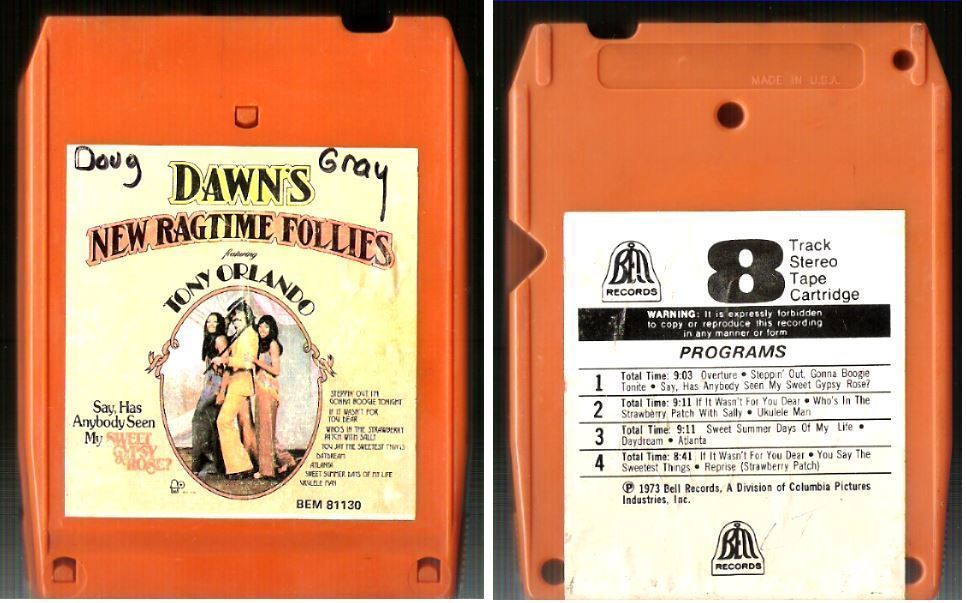 Doug Gray
DAWN'S
NEW RAGTIME FOLLIES
featuring
TONY ORLANDO
Say, Has
Anybody Seen
My SWEET
GYPSY
ROSE?
STEPPIN' OUT I'M
GONNA BOOGIE TONIGHT
IF IT WASN'T FOR
YOU DEAR
WHO'S IN THE STRAWBERRY
PATCH WITH SALLY
YOU SAY THE SWEETEST THINGS
DAYDREAM
ATLANTA
SWEET SUMMER DAYS OF MY LIFE
UKULELE MAN
BEM 81130
MADE IN U.S.A.
BELL
RECORDS
8 Track
Stereo
Tape
Cartridge
WARNING: It is expressly forbidden
to copy or reproduce this recording
in any manner or form
PROGRAMS
1 Total Time: 9:03 Overture • Steppin' Out, Gonna Boogie
Tonite • Say, Has Anybody Seen My Sweet Gypsy Rose?
2 Total Time: 9:11 If It Wasn't For You Dear • Who's In The
Strawberry Patch With Sally • Ukulele Man
3 Total Time: 9:11 Sweet Summer Days Of My Life •
Daydream • Atlanta
4 Total Time: 8:41 If It Wasn't For You Dear • You Say The
Sweetest Things • Reprise (Strawberry Patch)
℗ 1973 Bell Records, A Division of Columbia Pictures
Industries, Inc.
BELL
RECORDS